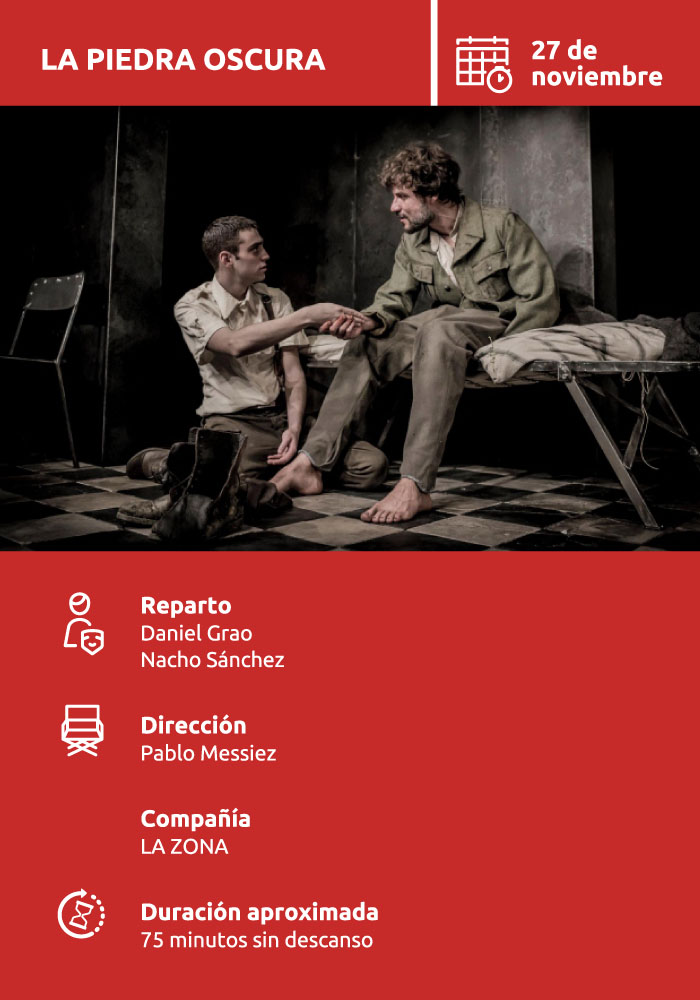 LA PIEDRA OSCURA
27 de
noviembre
Reparto
Daniel Grao
Nacho Sánchez
Dirección
Pablo Messiez
Compañía
LA ZONA
Duración aproximada
75 minutos sin descanso